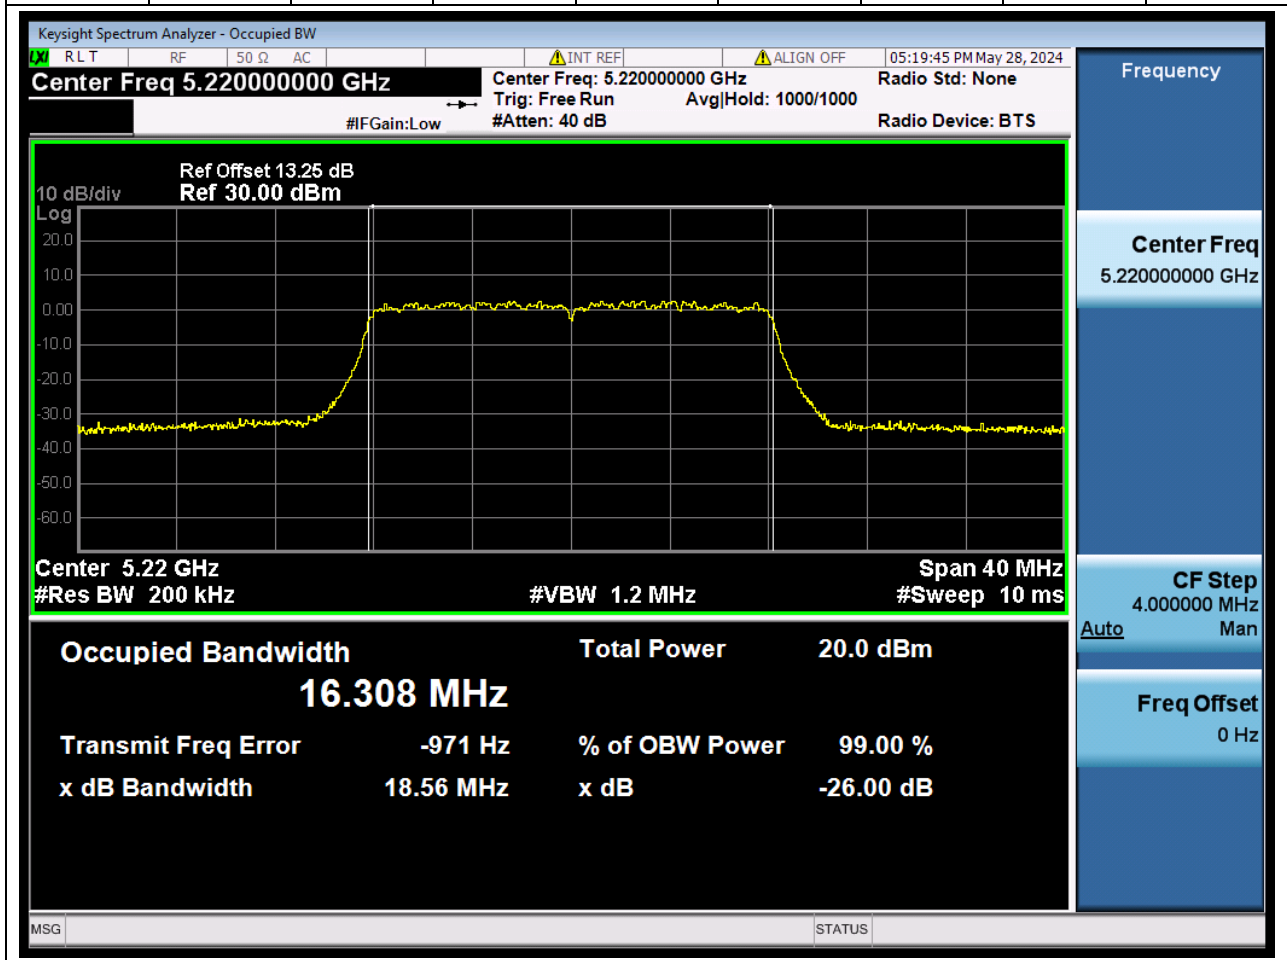 Keysight Spectrum Analyzer - Occupied BW
LXI RLT RF 50 Ω AC INT REF ALIGN OFF 05:19:45 PM May 28, 2024
Center Freq 5.220000000 GHz
Center Freq: 5.220000000 GHz
Radio Std: None
Trig: Free Run Avg|Hold: 1000/1000
#IFGain:Low
#Atten: 40 dB
Radio Device: BTS
Ref Offset 13.25 dB
10 dB/div Ref 30.00 dBm
Log
20.0
10.0
0.00
-10.0
-20.0
-30.0
-40.0
-50.0
-60.0
Center 5.22 GHz
Span 40 MHz
#Res BW 200 kHz
#VBW 1.2 MHz
#Sweep 10 ms
Occupied Bandwidth
16.308 MHz
Total Power 20.0 dBm
Transmit Freq Error -971 Hz
% of OBW Power 99.00 %
x dB Bandwidth 18.56 MHz
x dB -26.00 dB
Frequency
Center Freq
5.220000000 GHz
CF Step
4.000000 MHz
Auto Man
Freq Offset
0 Hz
MSG
STATUS